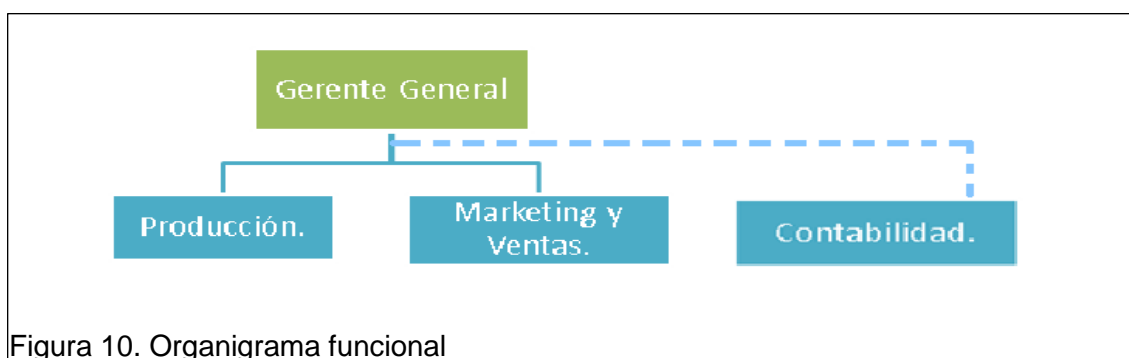 Gerente General
Producción.
Marketing y
Ventas.
Contabilidad.
Figura 10. Organigrama funcional